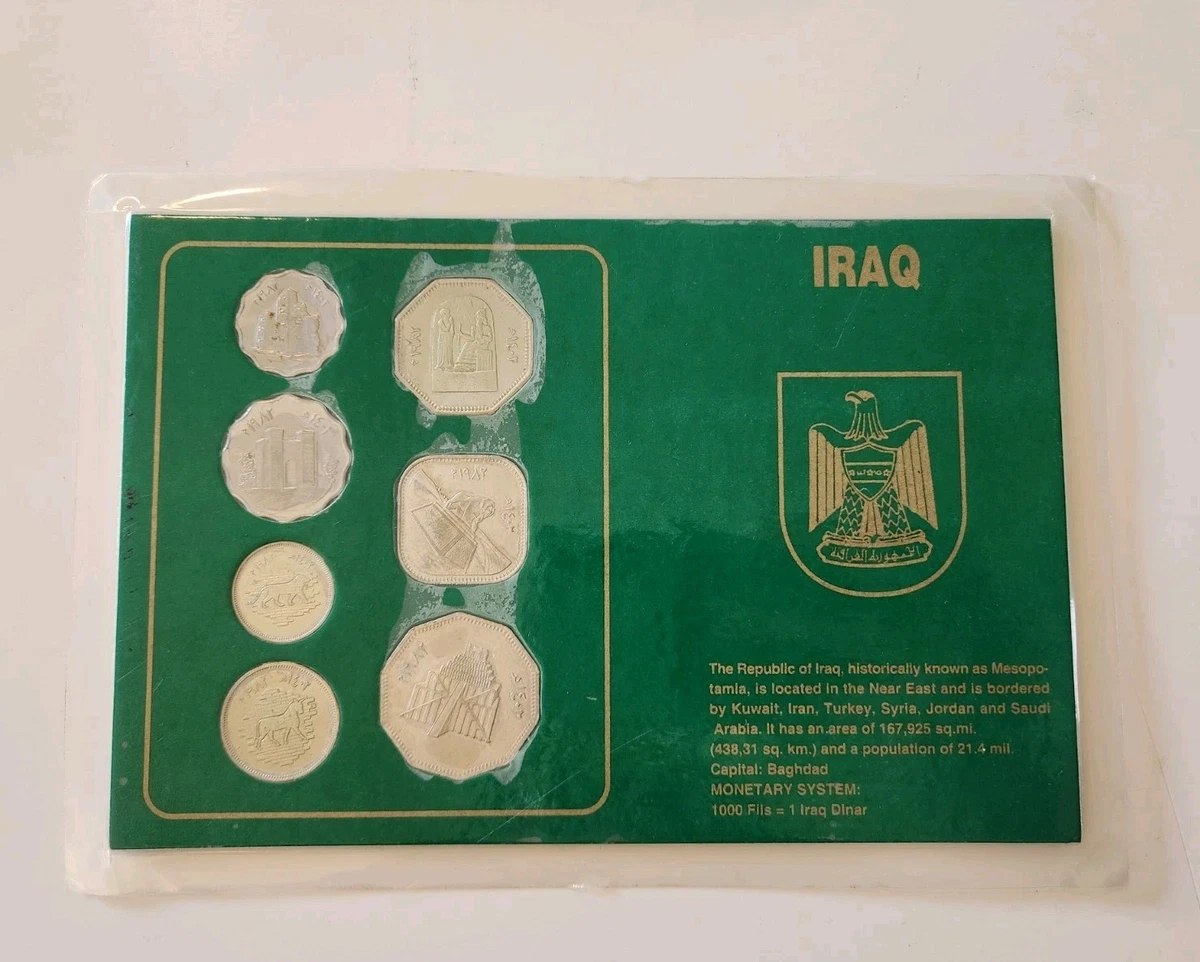 IRAQ
الجمهورية العراقية
The Republic of Iraq, historically known as Mesopo-
tamia, is located in the Near East and is bordered
by Kuwait, Iran, Turkey, Syria, Jordan and Saudi
Arabia. It has an area of 167,925 sq.mi.
(438,31 sq. km.) and a population of 21.4 mil.
Capital: Baghdad
MONETARY SYSTEM:
1000 Fils = 1 Iraq Dinar